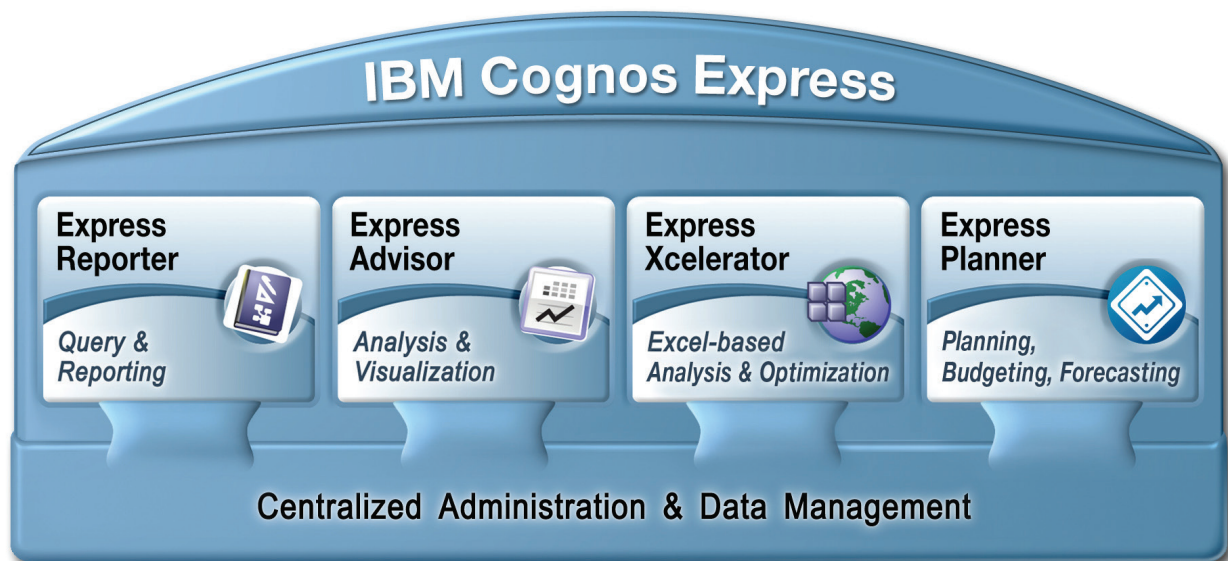 IBM Cognos Express
Express
Reporter
Query &
Reporting
Express
Advisor
Analysis &
Visualization
Express
Xcelerator
Excel-based
Analysis & Optimization
Express
Planner
Planning,
Budgeting, Forecasting
Centralized Administration & Data Management